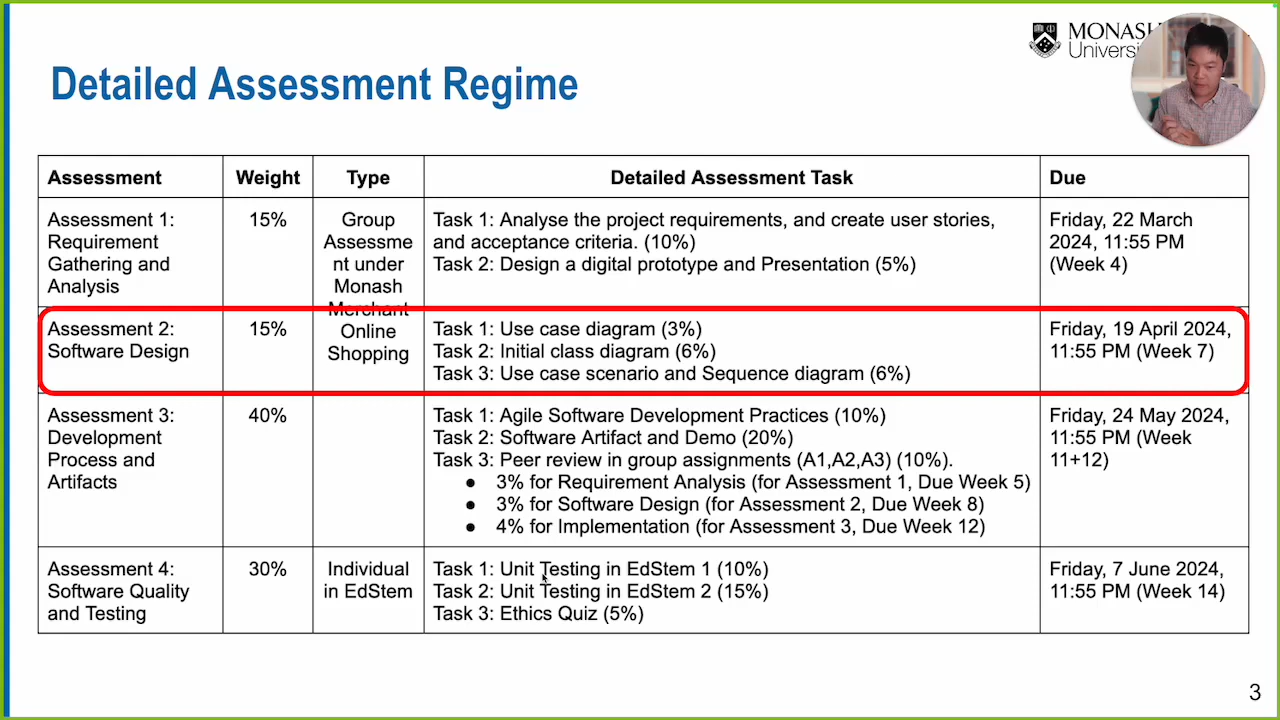 MONASH
Universi
Detailed Assessment Regime
Assessment
Weight
Type
Detailed Assessment Task
Due
Assessment 1:
Requirement
Gathering and
Analysis
15%
Group
Assessme
nt under
Monash
Merchant
Online
Shopping
Task 1: Analyse the project requirements, and create user stories,
and acceptance criteria. (10%)
Task 2: Design a digital prototype and Presentation (5%)
Friday, 22 March
2024, 11:55 PM
(Week 4)
Assessment 2:
Software Design
15%
Task 1: Use case diagram (3%)
Task 2: Initial class diagram (6%)
Task 3: Use case scenario and Sequence diagram (6%)
Friday, 19 April 2024,
11:55 PM (Week 7)
Assessment 3:
Development
Process and
Artifacts
40%
Task 1: Agile Software Development Practices (10%)
Task 2: Software Artifact and Demo (20%)
Task 3: Peer review in group assignments (A1,A2,A3) (10%).
● 3% for Requirement Analysis (for Assessment 1, Due Week 5)
● 3% for Software Design (for Assessment 2, Due Week 8)
● 4% for Implementation (for Assessment 3, Due Week 12)
Friday, 24 May 2024,
11:55 PM (Week
11+12)
Assessment 4:
Software Quality
and Testing
30%
Individual
in EdStem
Task 1: Unit Testing in EdStem 1 (10%)
Task 2: Unit Testing in EdStem 2 (15%)
Task 3: Ethics Quiz (5%)
Friday, 7 June 2024,
11:55 PM (Week 14)
3